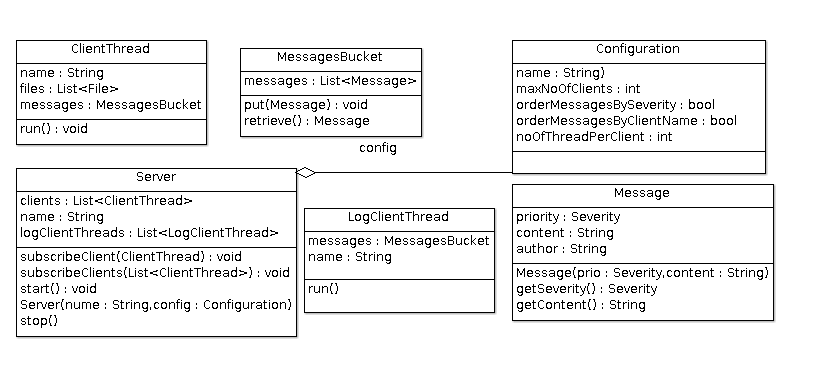 ClientThread
name : String
files : List<File>
messages : MessagesBucket
run() : void
MessagesBucket
messages : List<Message>
put(Message) : void
retrieve() : Message
Configuration
name : String)
maxNoOfClients : int
orderMessagesBySeverity : bool
orderMessagesByClientName : bool
noOfThreadPerClient : int
config
Server
clients : List<ClientThread>
name : String
logClientThreads : List<LogClientThread>
subscribeClient(ClientThread) : void
subscribeClients(List<ClientThread>) : void
start() : void
Server(nume : String,config : Configuration)
stop()
LogClientThread
messages : MessagesBucket
name : String
run()
Message
priority : Severity
content : String
author : String
Message(prio : Severity,content : String)
getSeverity() : Severity
getContent() : String